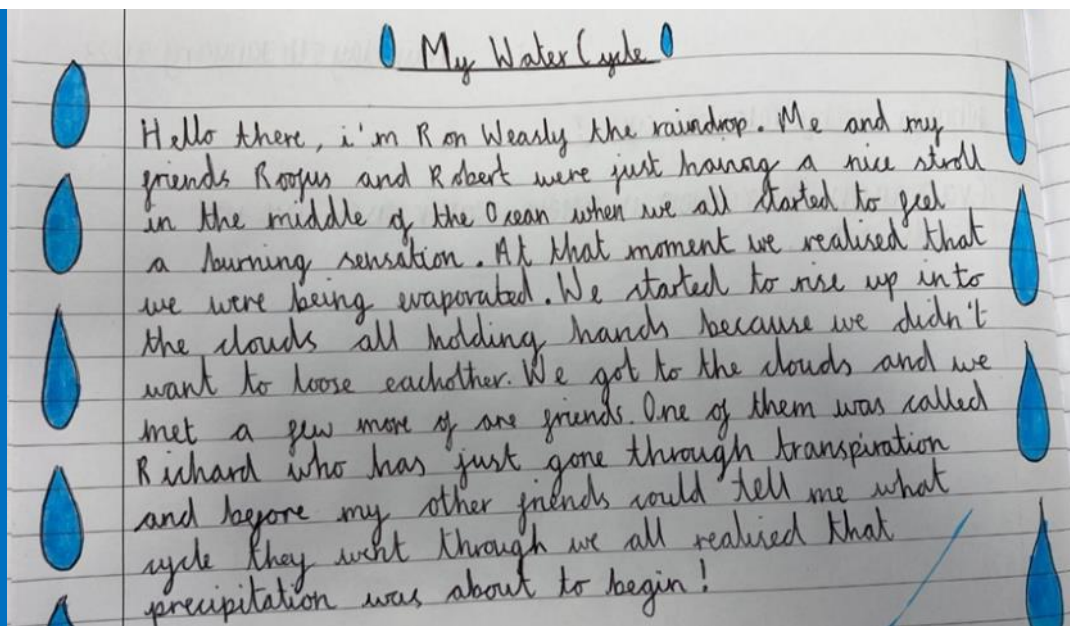 My Water Cycle
Hello there, i'm Ron Weasly the raindrop. Me and my
friends Roofus and Robert were just having a nice stroll
in the middle of the Ocean when we all started to feel
a burning sensation. At that moment we realised that
we were being evaporated. We started to rise up into
the clouds all holding hands because we didn't
want to loose eachother. We got to the clouds and we
met a few more of are friends. One of them was called
Richard who has just gone through transpiration
and before my other friends could tell me what
cycle they went through we all realised that
precipitation was about to begin!